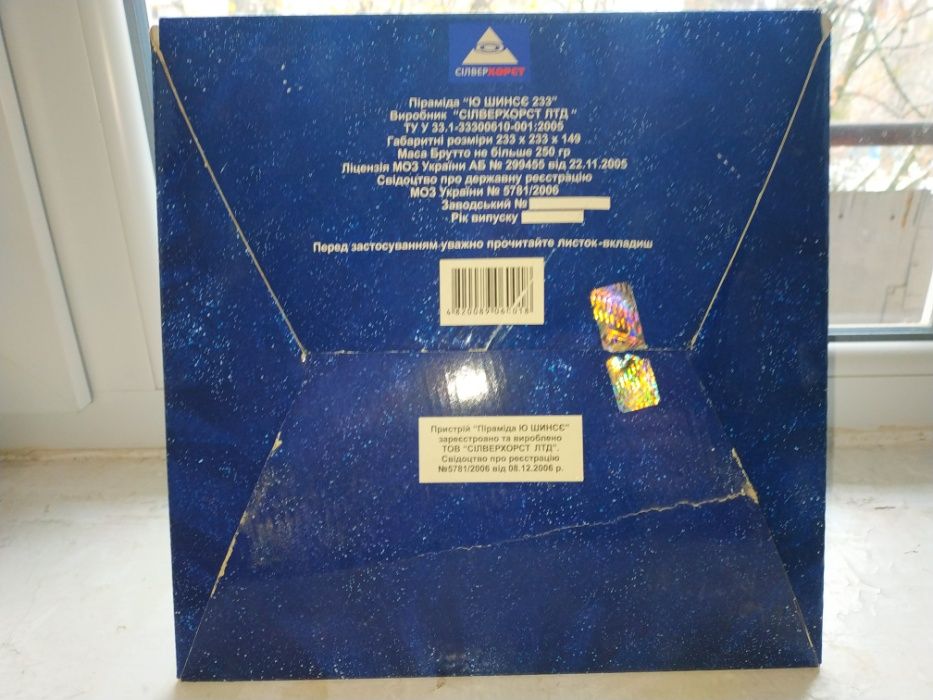 СІЛВЕРХОРСТ
Піраміда "Ю ШИНСЄ 233"
Виробник "СІЛВЕРХОРСТ ЛТД "
ТУ У 33.1-33300610-001:2005
Габаритні розміри 233 х 233 х 149
Маса Брутто не більше 250 гр
Ліцензія МОЗ України АБ № 299455 від 22.11.2005
Свідоцтво про державну реєстрацію
МОЗ України № 5781/2006
Заводський №
Рік випуску
Перед застосуванням уважно прочитайте листок-вкладиш
4820089061018
Пристрій "Піраміда Ю ШИНСЄ"
зареєстровано та вироблено
ТОВ "СІЛВЕРХОРСТ ЛТД".
Свідоцтво про реєстрацію
№5781/2006 від 08.12.2006 р.